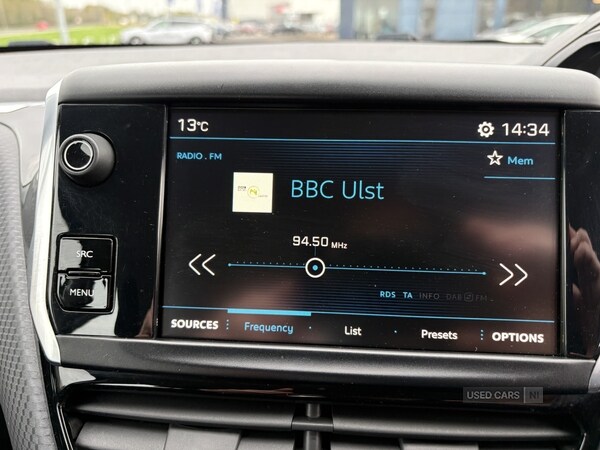 13°C
14:34
RADIO . FM
Mem
BBC Ulst
94.50 MHz
SRC
MENU
RDS TA INFO DAB FM
SOURCES Frequency List Presets OPTIONS
USED CARS NI